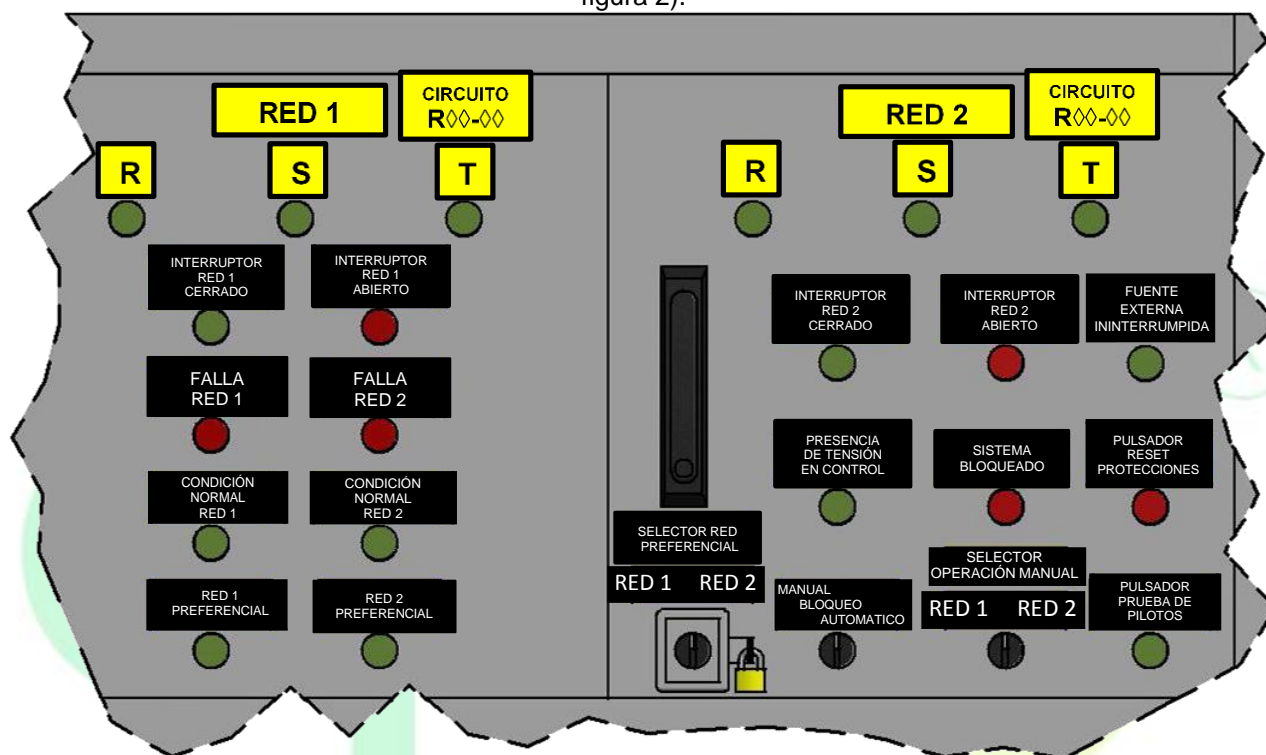 figura 2).
RED 1
CIRCUITO
R◊◊-◊◊
R
S
T
INTERRUPTOR
RED 1
CERRADO
INTERRUPTOR
RED 1
ABIERTO
FALLA
RED 1
FALLA
RED 2
CONDICIÓN
NORMAL
RED 1
CONDICIÓN
NORMAL
RED 2
RED 1
PREFERENCIAL
RED 2
PREFERENCIAL
RED 2
CIRCUITO
R◊◊-◊◊
R
S
T
INTERRUPTOR
RED 2
CERRADO
INTERRUPTOR
RED 2
ABIERTO
FUENTE
EXTERNA
ININTERRUMPIDA
PRESENCIA
DE TENSIÓN
EN CONTROL
SISTEMA
BLOQUEADO
PULSADOR
RESET
PROTECCIONES
SELECTOR RED
PREFERENCIAL
RED 1 RED 2
MANUAL
BLOQUEO
AUTOMATICO
SELECTOR
OPERACIÓN MANUAL
RED 1 RED 2
PULSADOR
PRUEBA DE
PILOTOS